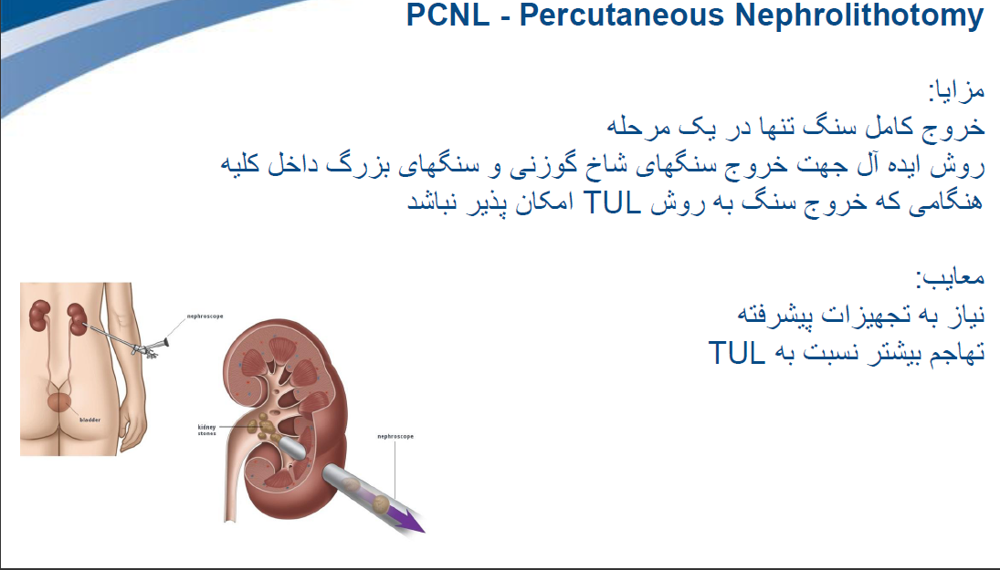 PCNL - Percutaneous Nephrolithotomy
مزایا:
خروج کامل سنگ تنها در یک مرحله
روش ایده آل جهت خروج سنگهای شاخ گوزنی و سنگهای بزرگ داخل کلیه
هنگامی که خروج سنگ به روش TUL امکان پذیر نباشد
معایب:
نیاز به تجهیزات پیشرفته
تهاجم بیشتر نسبت به TUL
nephroscope
bladder
kidney
stones
nephroscope